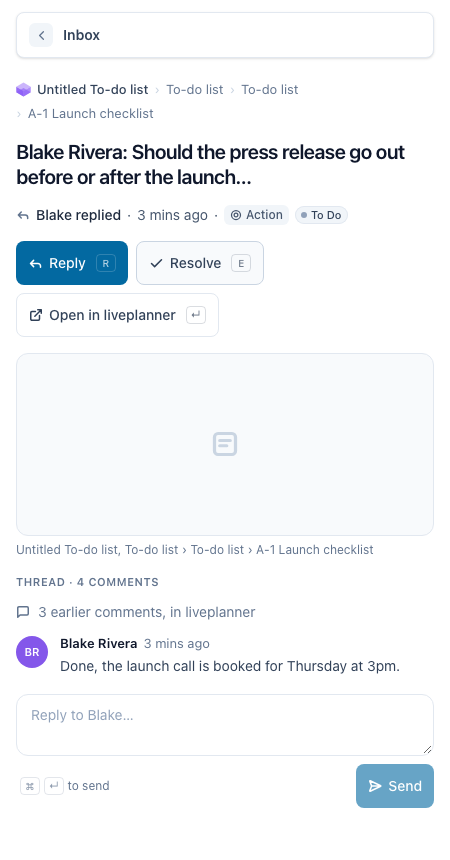 Inbox
Untitled To-do list › To-do list › To-do list
› A-1 Launch checklist
Blake Rivera: Should the press release go out
before or after the launch...
Blake replied · 3 mins ago · Action To Do
Reply R Resolve E
Open in liveplanner ↵
Untitled To-do list, To-do list › To-do list › A-1 Launch checklist
THREAD · 4 COMMENTS
3 earlier comments, in liveplanner
BR Blake Rivera 3 mins ago
Done, the launch call is booked for Thursday at 3pm.
Reply to Blake...
⌘ ↵ to send Send